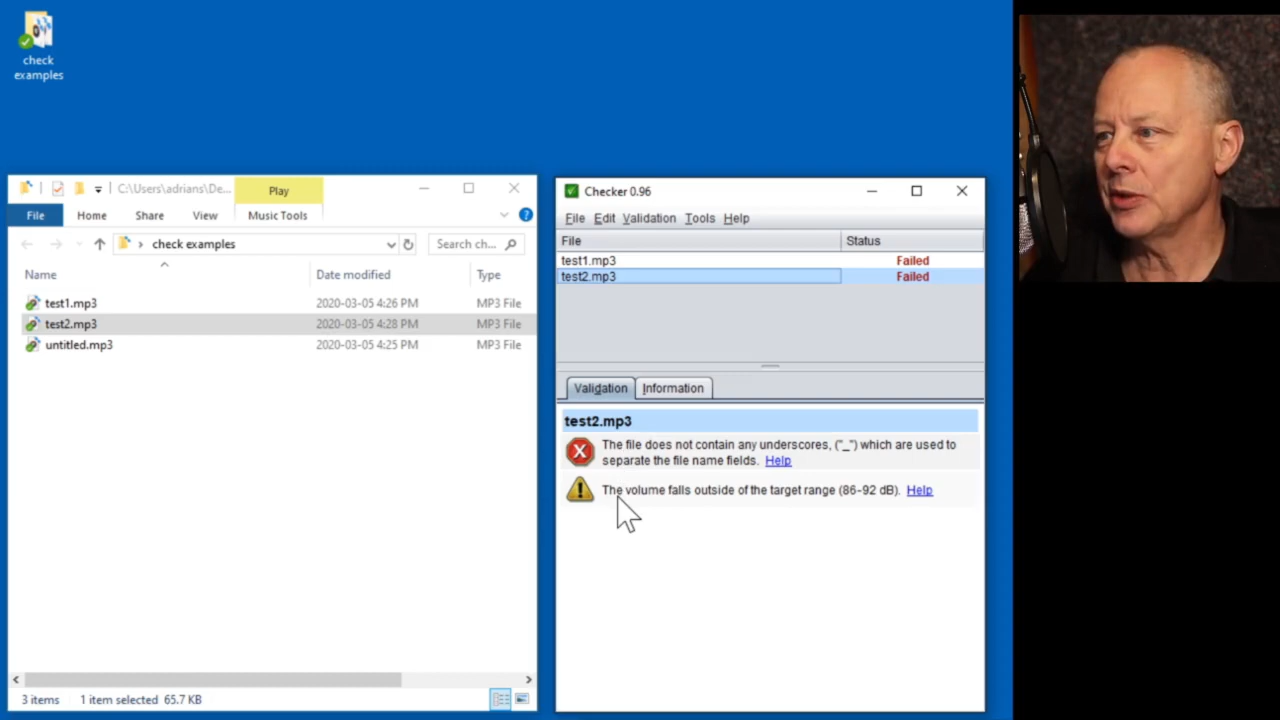 check
examples
C:\Users\adrians\De...
Play
File
Home
Share
View
Music Tools
check examples
Search ch...
Name
Date modified
Type
test1.mp3
2020-03-05 4:26 PM
MP3 File
test2.mp3
2020-03-05 4:28 PM
MP3 File
untitled.mp3
2020-03-05 4:25 PM
MP3 File
3 items
1 item selected 65.7 KB
Checker 0.96
File Edit Validation Tools Help
File
Status
test1.mp3
Failed
test2.mp3
Failed
Validation
Information
test2.mp3
The file does not contain any underscores, ("_") which are used to
separate the file name fields. Help
The volume falls outside of the target range (86-92 dB). Help